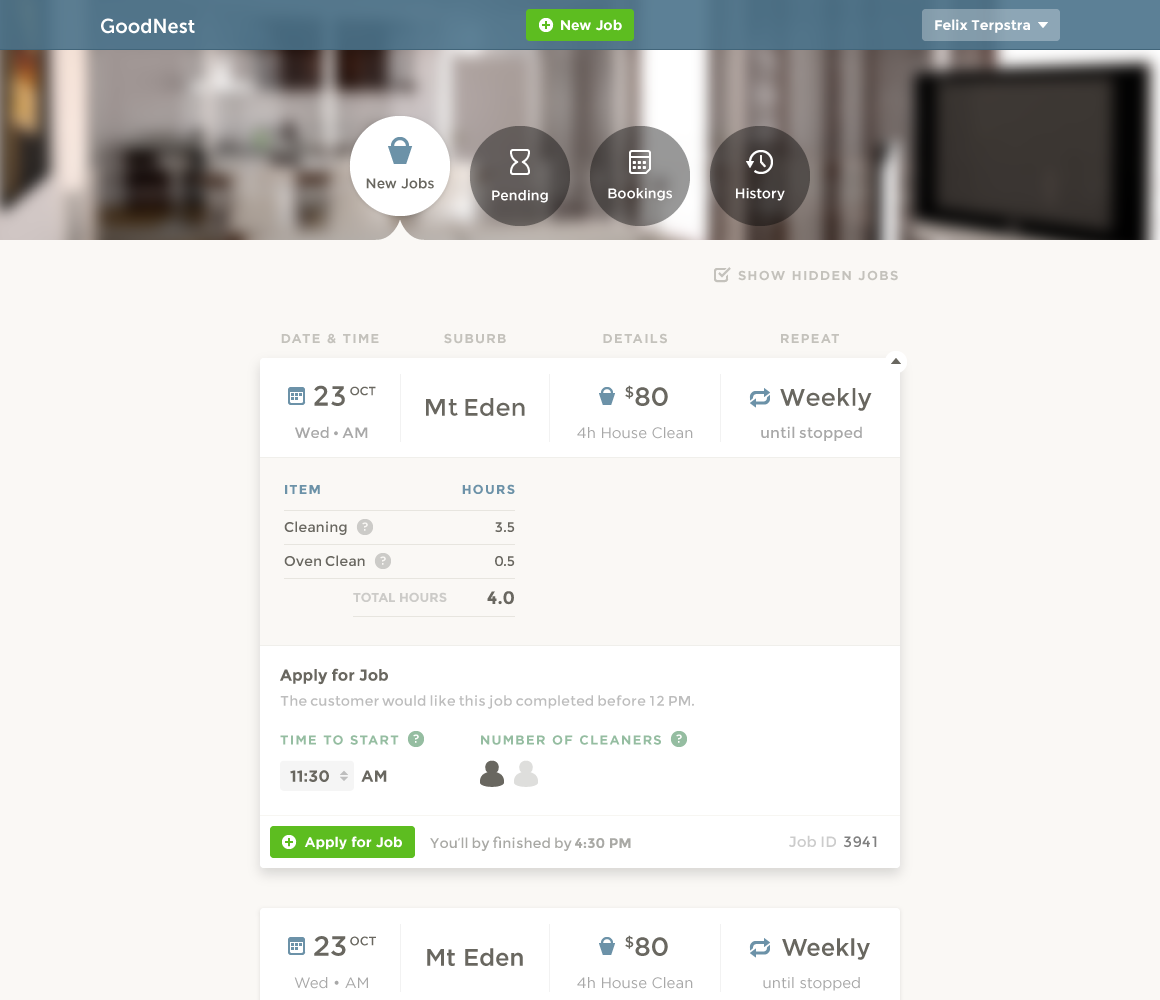 GoodNest
New Job
Felix Terpstra
New Jobs
Pending
Bookings
History
SHOW HIDDEN JOBS
DATE & TIME SUBURB DETAILS REPEAT
23 OCT Mt Eden $80 Weekly
Wed • AM 4h House Clean until stopped
ITEM HOURS
Cleaning ? 3.5
Oven Clean ? 0.5
TOTAL HOURS 4.0
Apply for Job
The customer would like this job completed before 12 PM.
TIME TO START ? NUMBER OF CLEANERS ?
11:30 AM
Apply for Job You'll by finished by 4:30 PM Job ID 3941
23 OCT Mt Eden $80 Weekly
Wed • AM 4h House Clean until stopped